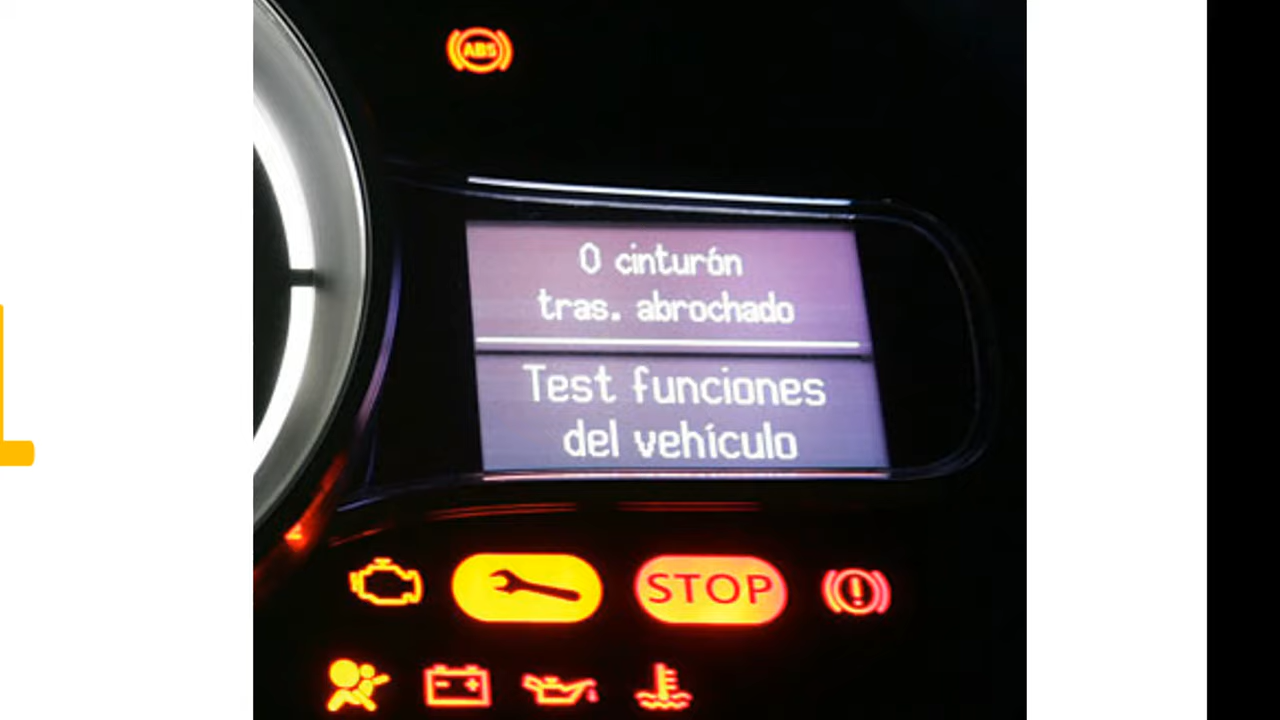 ABS
0 cinturón
tras. abrochado
Test funciones
del vehículo
STOP